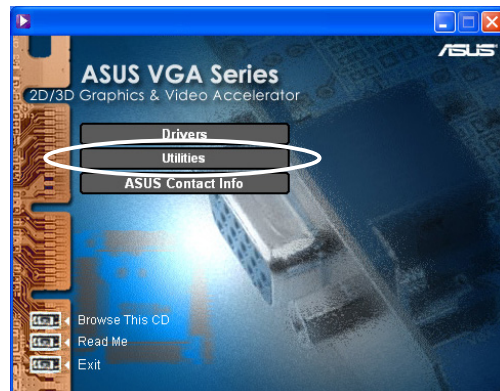 ASUS
ASUS VGA Series
2D/3D Graphics & Video Accelerator
Drivers
Utilities
ASUS Contact Info
Browse This CD
Read Me
Exit